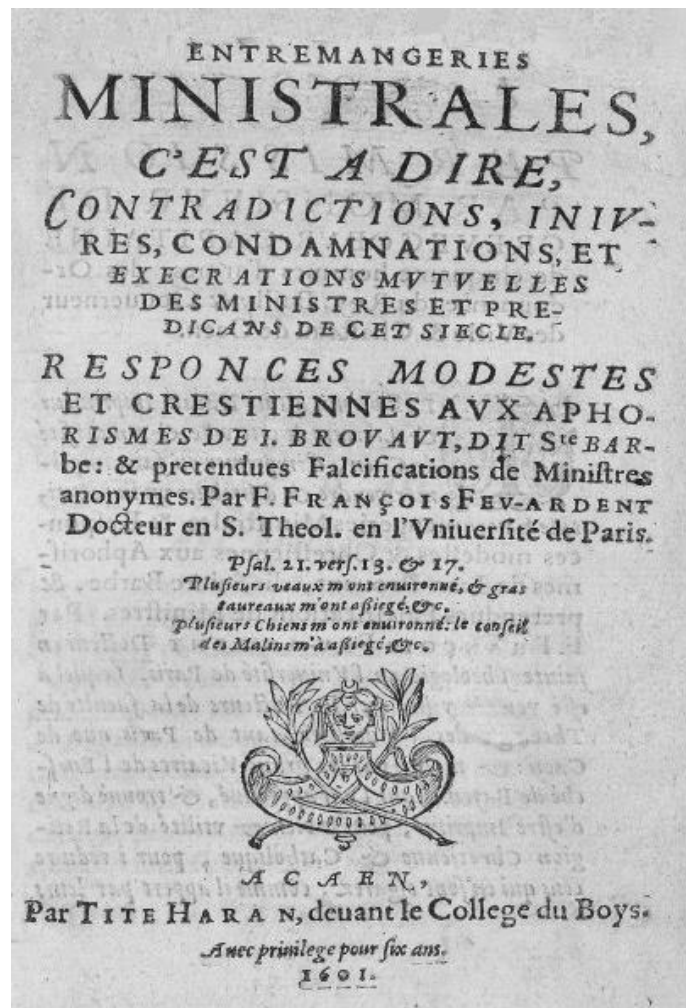 ENTREMANGERIES
MINISTRALES,
C'EST A DIRE,
CONTRADICTIONS, INIV-
RES, CONDAMNATIONS, ET
EXECRATIONS MVTVELLES
DES MINISTRES ET PRE-
DICANS DE CET SIECLE.
RESPONCES MODESTES
ET CRESTIENNES AVX APHO-
RISMES DE I. BROVAVT, DIT Ste BAR-
be: & pretendues Falcifications de Miniſtres
anonymes. Par F. FRANÇOIS FEV-ARDENT
Docteur en S. Theol. en l'Vniuerſité de Paris.
Pſal. 21. verſ. 13. & 17.
Pluſieurs veaux m'ont enuironné, & gras
taureaux m'ont aßiegé, &c.
Pluſieurs Chiens m'ont enuironné: le conſeil
des Malins m'à aßiegé, &c.
A CAEN,
Par TITE HARAN, deuant le College du Boys.
Auec priuilege pour ſix ans.
1601.